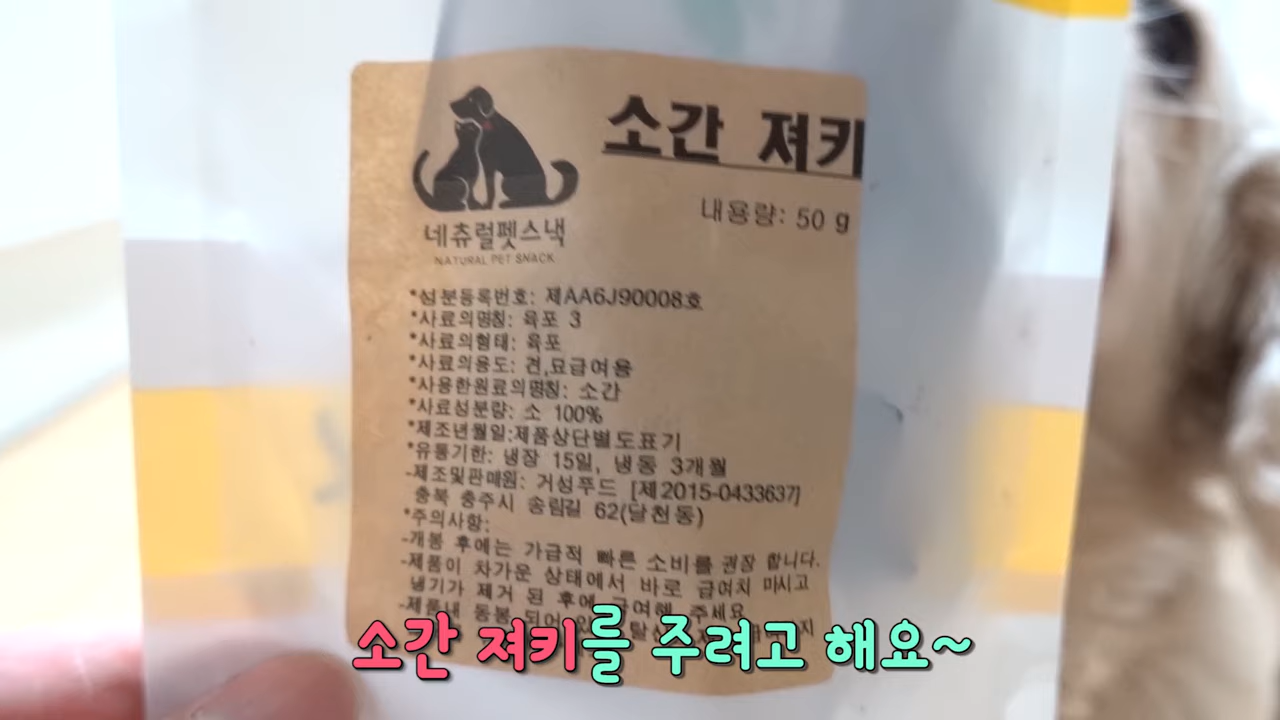 소간 져키
내용량: 50 g
네츄럴펫스낵
NATURAL PET SNACK
*성분등록번호: 제AA6J90008호
*사료의명칭: 육포 3
*사료의형태: 육포
*사료의용도: 견,묘급여용
*사용한원료의명칭: 소간
*사료성분량: 소 100%
*제조년월일:제품상단별도표기
*유통기한: 냉장 15일, 냉동 3개월
-제조및판매원: 거성푸드 [제2015-0433637]
충북 충주시 송림길 62(달천동)
*주의사항:
-개봉 후에는 가급적 빠른 소비를 권장 합니다.
-제품이 차가운 상태에서 바로 급여치 마시고
냉기가 제거 된 후에 급여해 주세요
-제품내 동봉 되어
소간 져키를 주려고 해요~